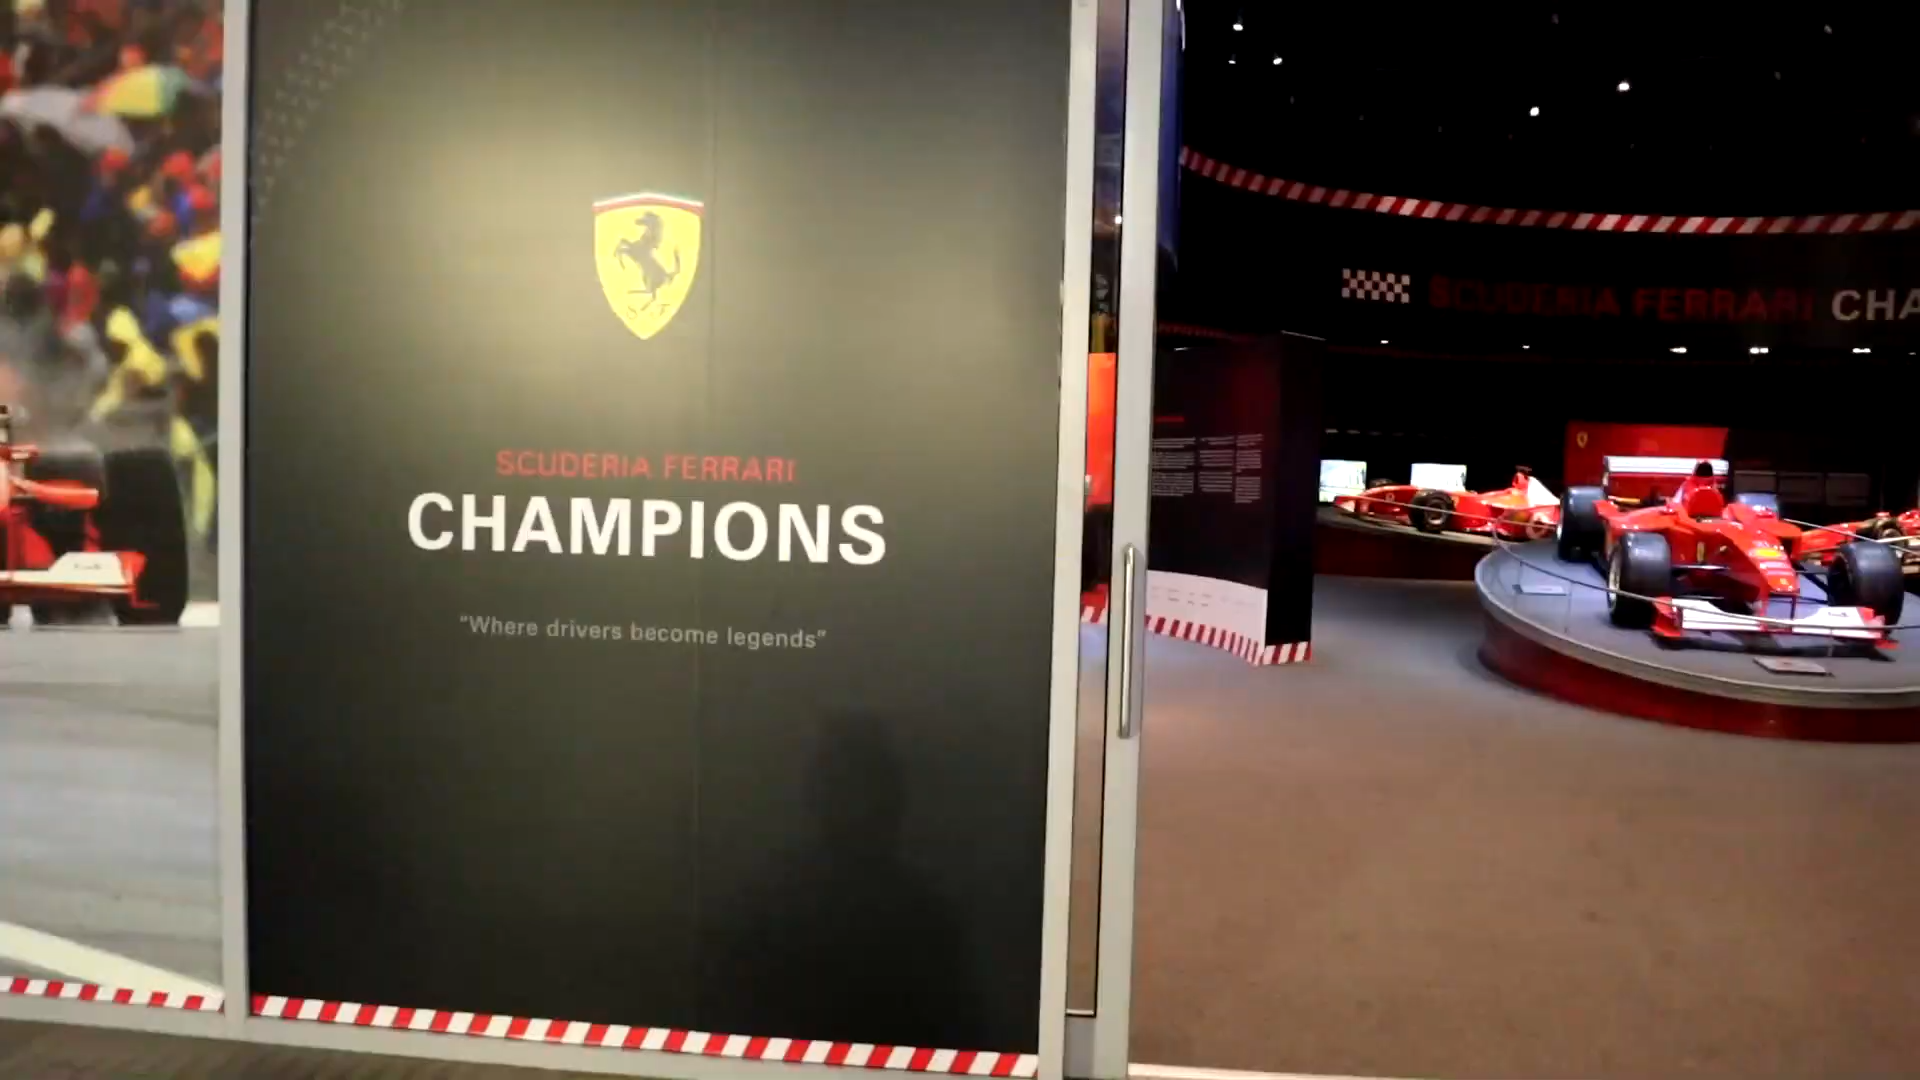 SCUDERIA FERRARI
CHAMPIONS
“Where drivers become legends”
SCUDERIA FERRARI CHA